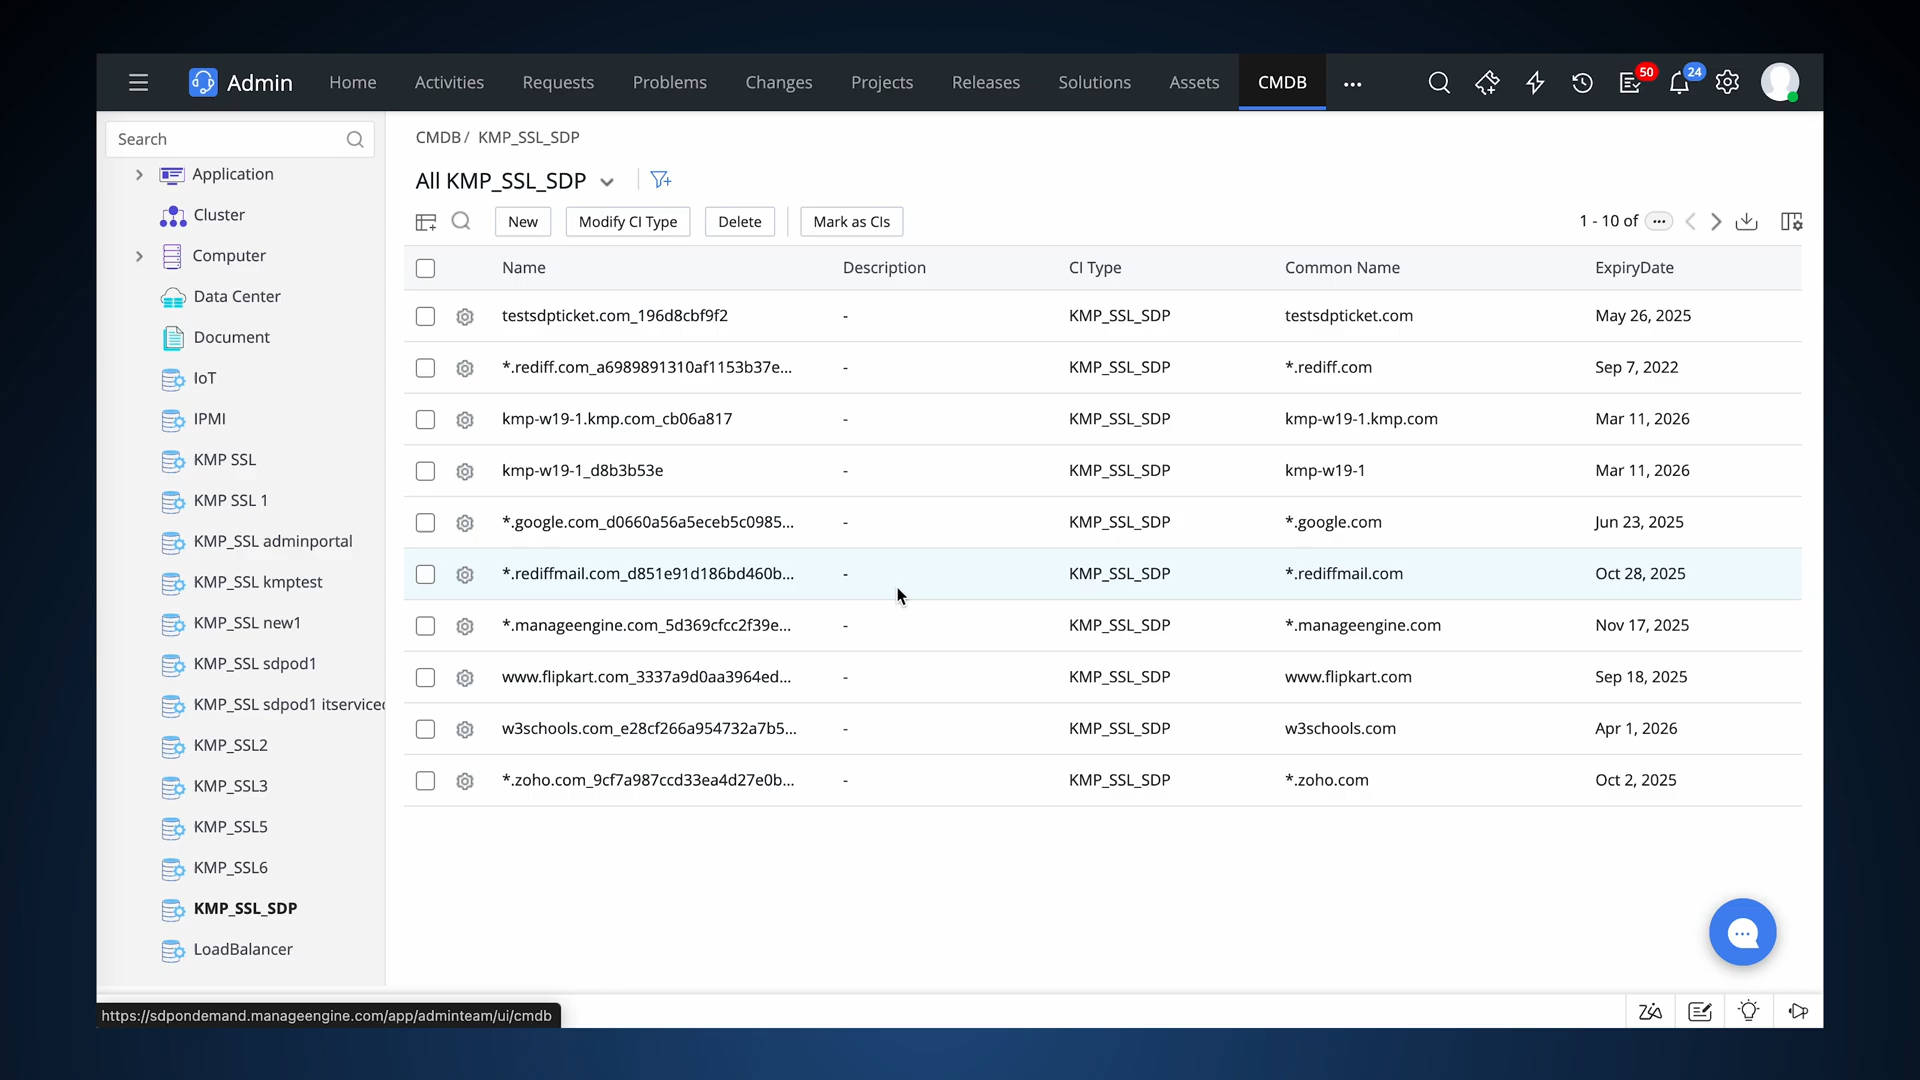 Admin
Home
Activities
Requests
Problems
Changes
Projects
Releases
Solutions
Assets
CMDB
50
24
Search
Application
Cluster
Computer
Data Center
Document
IoT
IPMI
KMP SSL
KMP SSL 1
KMP_SSL adminportal
KMP_SSL kmptest
KMP_SSL new1
KMP_SSL sdpod1
KMP_SSL sdpod1 itservice
KMP_SSL2
KMP_SSL3
KMP_SSL5
KMP_SSL6
KMP_SSL_SDP
LoadBalancer
CMDB / KMP_SSL_SDP
All KMP_SSL_SDP
New Modify CI Type Delete Mark as CIs 1 - 10 of
Name Description CI Type Common Name ExpiryDate
testsdpticket.com_196d8cbf9f2 - KMP_SSL_SDP testsdpticket.com May 26, 2025
*.rediff.com_a6989891310af1153b37e... - KMP_SSL_SDP *.rediff.com Sep 7, 2022
kmp-w19-1.kmp.com_cb06a817 - KMP_SSL_SDP kmp-w19-1.kmp.com Mar 11, 2026
kmp-w19-1_d8b3b53e - KMP_SSL_SDP kmp-w19-1 Mar 11, 2026
*.google.com_d0660a56a5eceb5c0985... - KMP_SSL_SDP *.google.com Jun 23, 2025
*.rediffmail.com_d851e91d186bd460b... - KMP_SSL_SDP *.rediffmail.com Oct 28, 2025
*.manageengine.com_5d369cfcc2f39e... - KMP_SSL_SDP *.manageengine.com Nov 17, 2025
www.flipkart.com_3337a9d0aa3964ed... - KMP_SSL_SDP www.flipkart.com Sep 18, 2025
w3schools.com_e28cf266a954732a7b5... - KMP_SSL_SDP w3schools.com Apr 1, 2026
*.zoho.com_9cf7a987ccd33ea4d27e0b... - KMP_SSL_SDP *.zoho.com Oct 2, 2025
https://sdpondemand.manageengine.com/app/adminteam/ui/cmdb